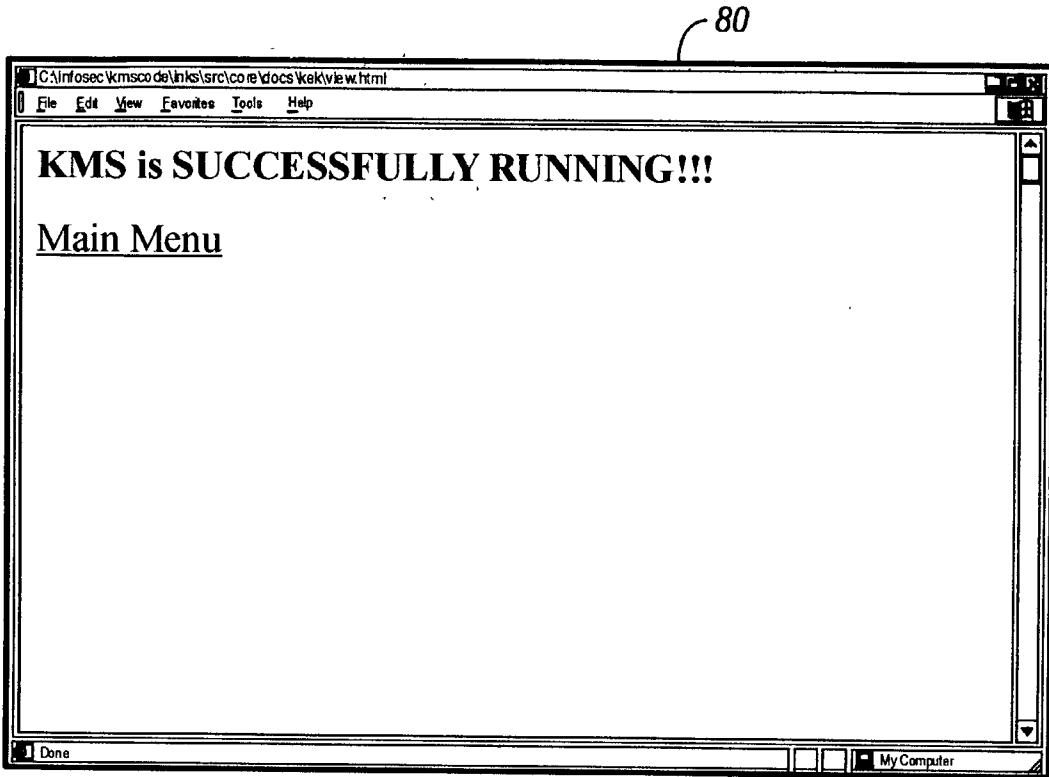 80
C:\Infosec\kmscode\inks\src\core\docs\kek\view.html
File Edit View Favorites Tools Help
KMS is SUCCESSFULLY RUNNING!!!
Main Menu
Done
My Computer